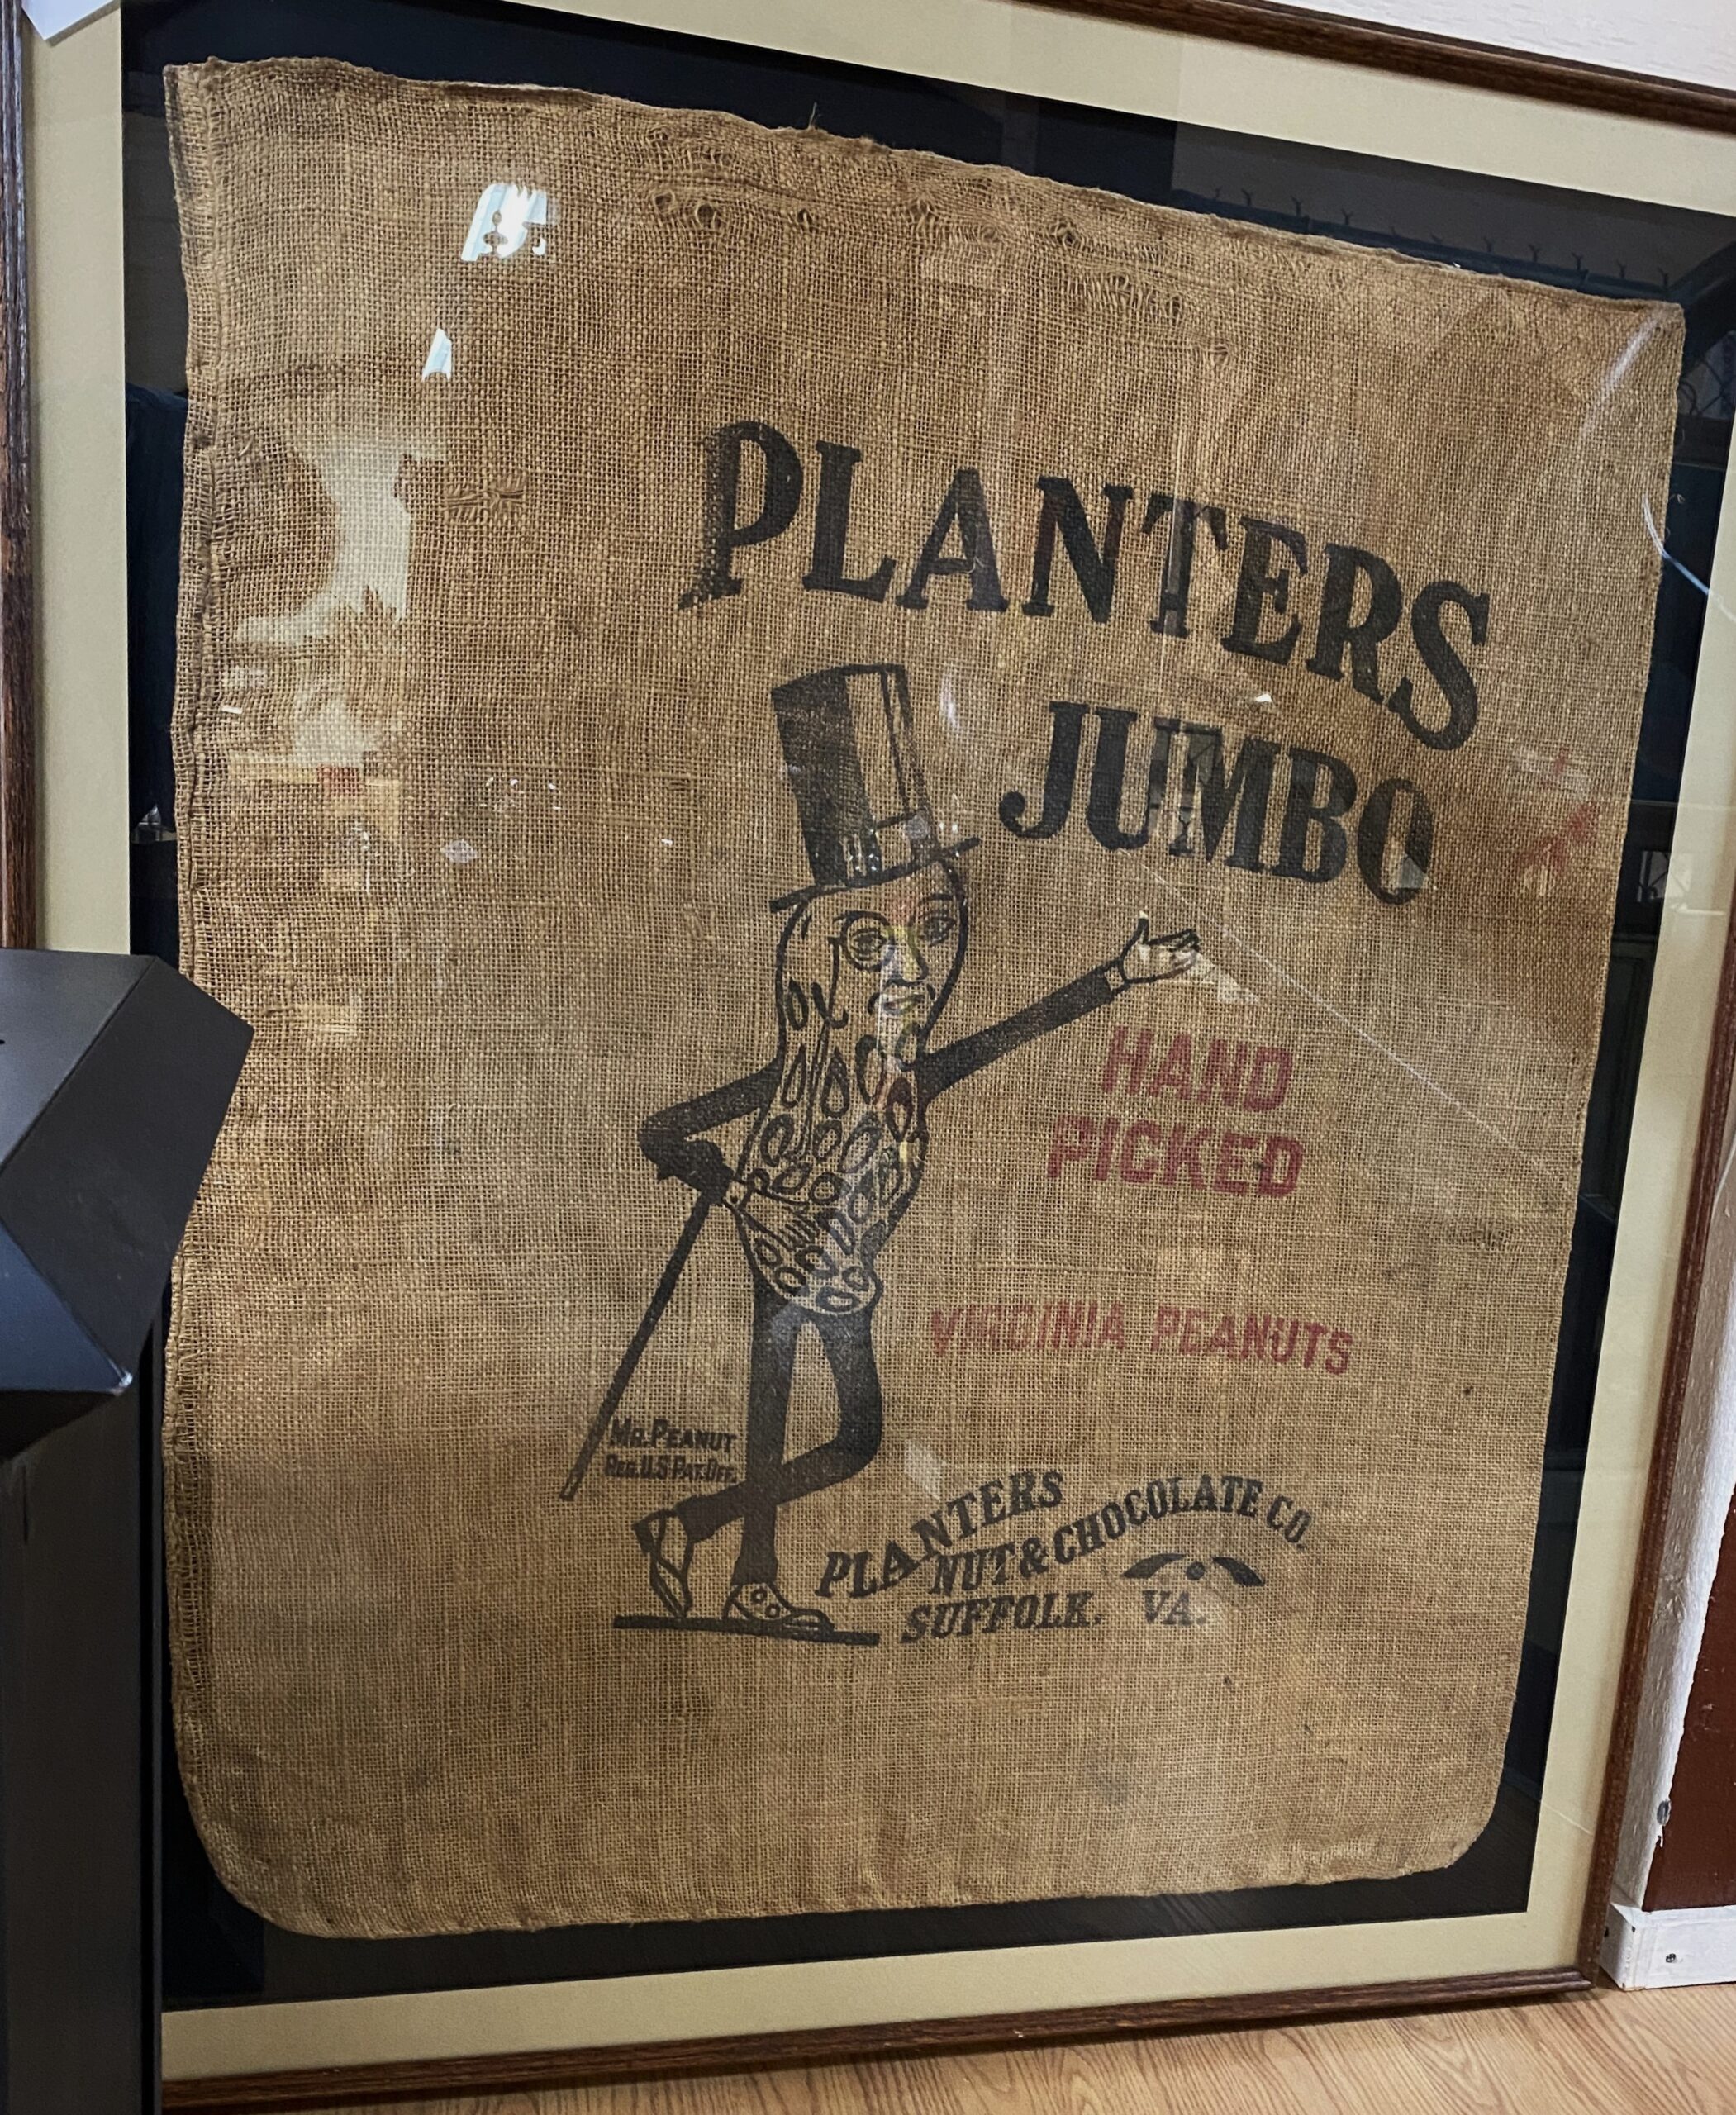 PLANTERS
JUMBO
HAND
PICKED
VIRGINIA PEANUTS
MR. PEANUT
REG. U.S PAT. OFF.
PLANTERS
NUT & CHOCOLATE CO.
SUFFOLK. VA.